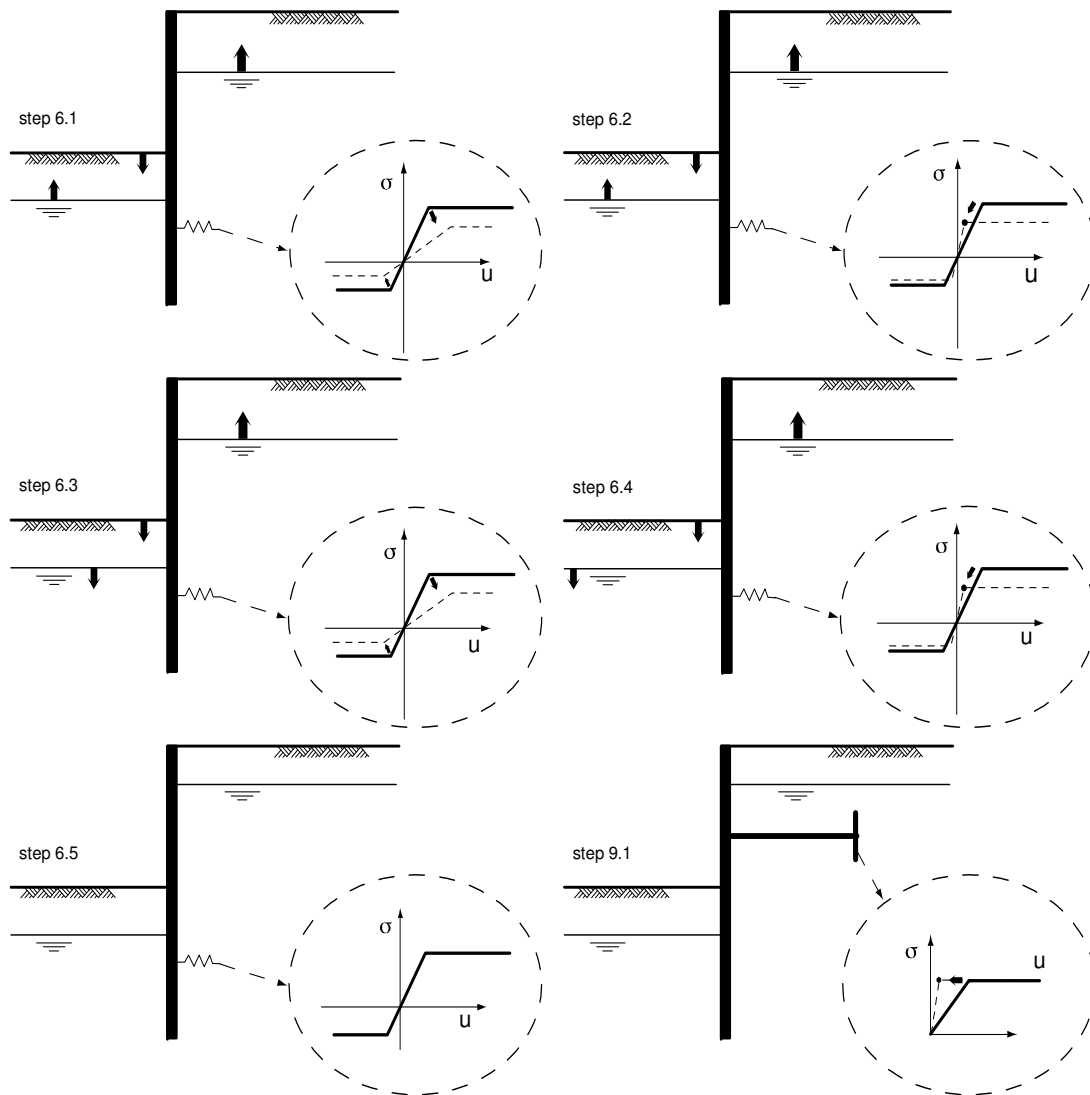 step 6.1
σ
u
step 6.2
σ
u
step 6.3
σ
u
step 6.4
σ
u
step 6.5
σ
u
step 9.1
σ
u